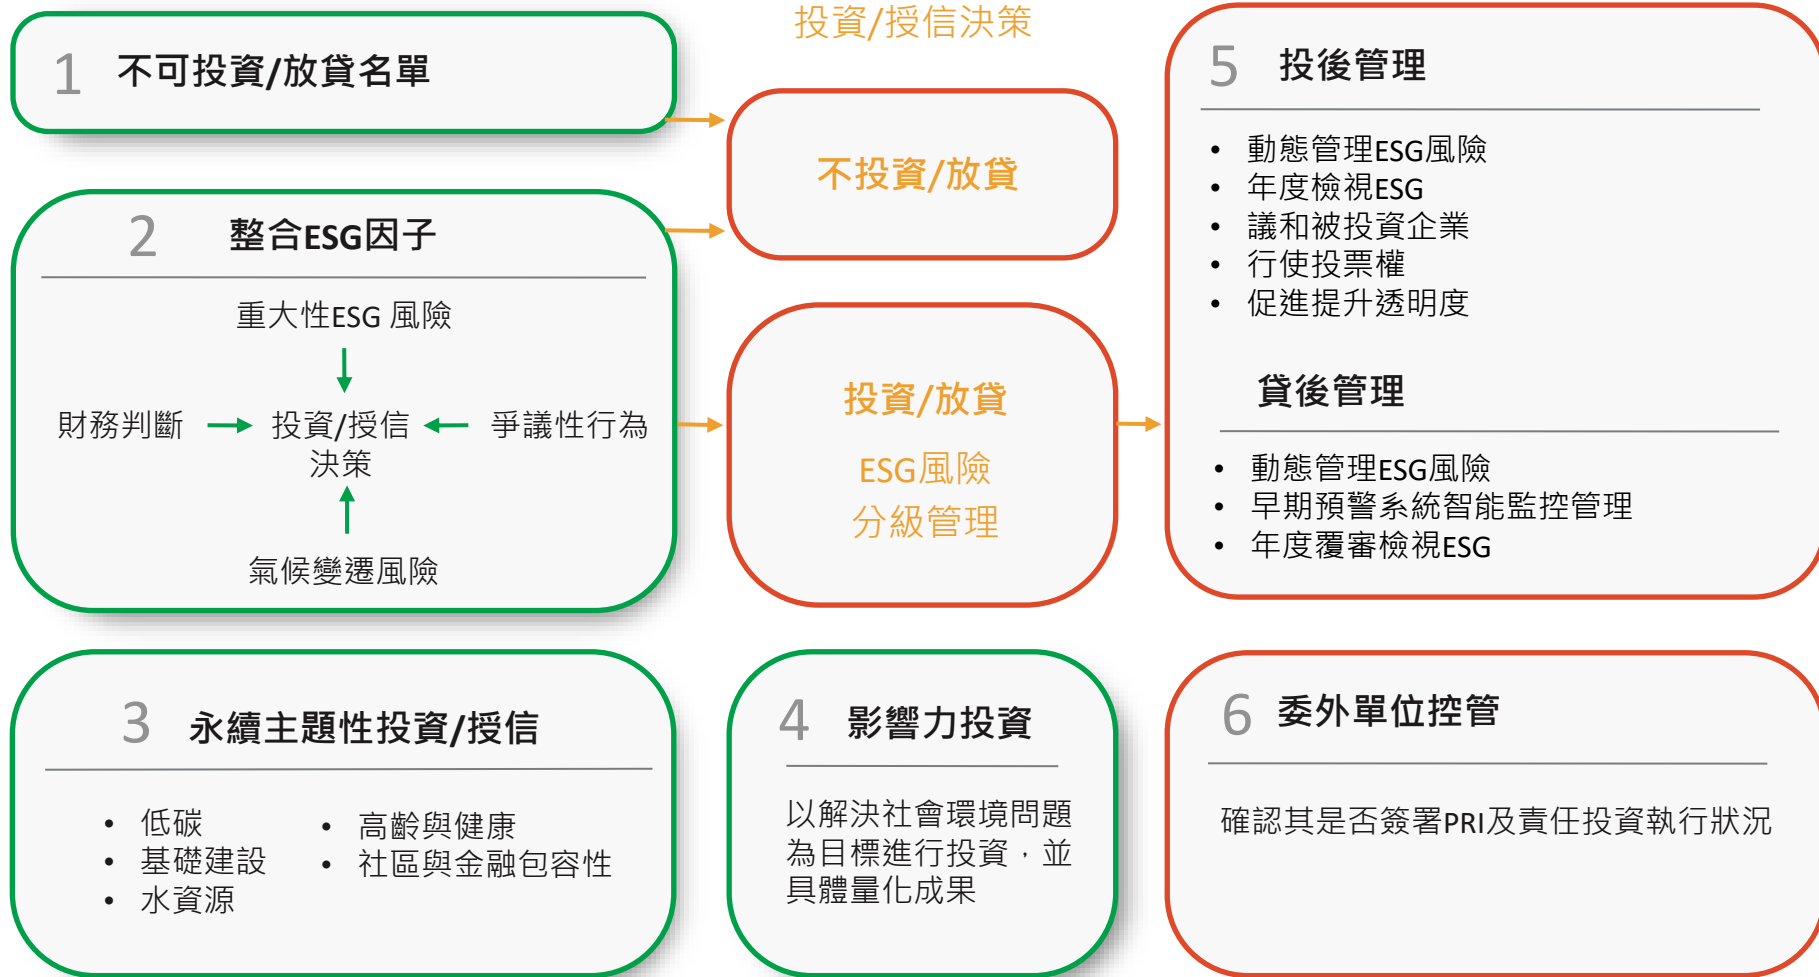 投資/授信決策
1 不可投資/放貸名單
不投資/放貸
2 整合ESG因子
重大性ESG 風險
財務判斷
投資/授信
決策
爭議性行為
氣候變遷風險
投資/放貸
ESG風險
分級管理
5 投後管理
• 動態管理ESG風險
• 年度檢視ESG
• 議和被投資企業
• 行使投票權
• 促進提升透明度
貸後管理
• 動態管理ESG風險
• 早期預警系統智能監控管理
• 年度覆審檢視ESG
3 永續主題性投資/授信
• 低碳
• 基礎建設
• 水資源
• 高齡與健康
• 社區與金融包容性
4 影響力投資
以解決社會環境問題
為目標進行投資，並
具體量化成果
6 委外單位控管
確認其是否簽署PRI及責任投資執行狀況